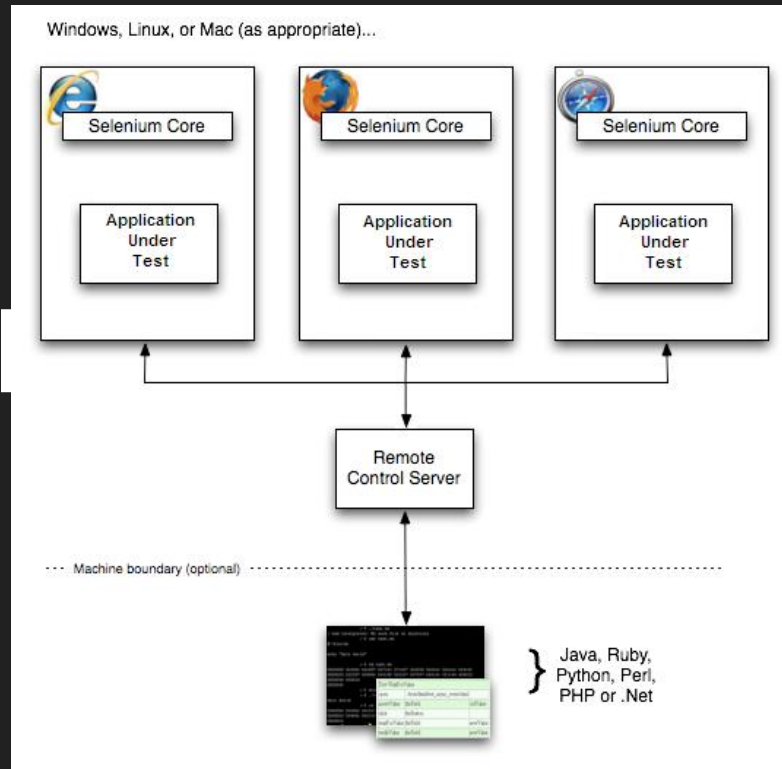 Windows, Linux, or Mac (as appropriate)...
Selenium Core
Selenium Core
Selenium Core
Application
Under
Test
Application
Under
Test
Application
Under
Test
Remote
Control Server
Machine boundary (optional)
Java, Ruby,
Python, Perl,
PHP or .Net